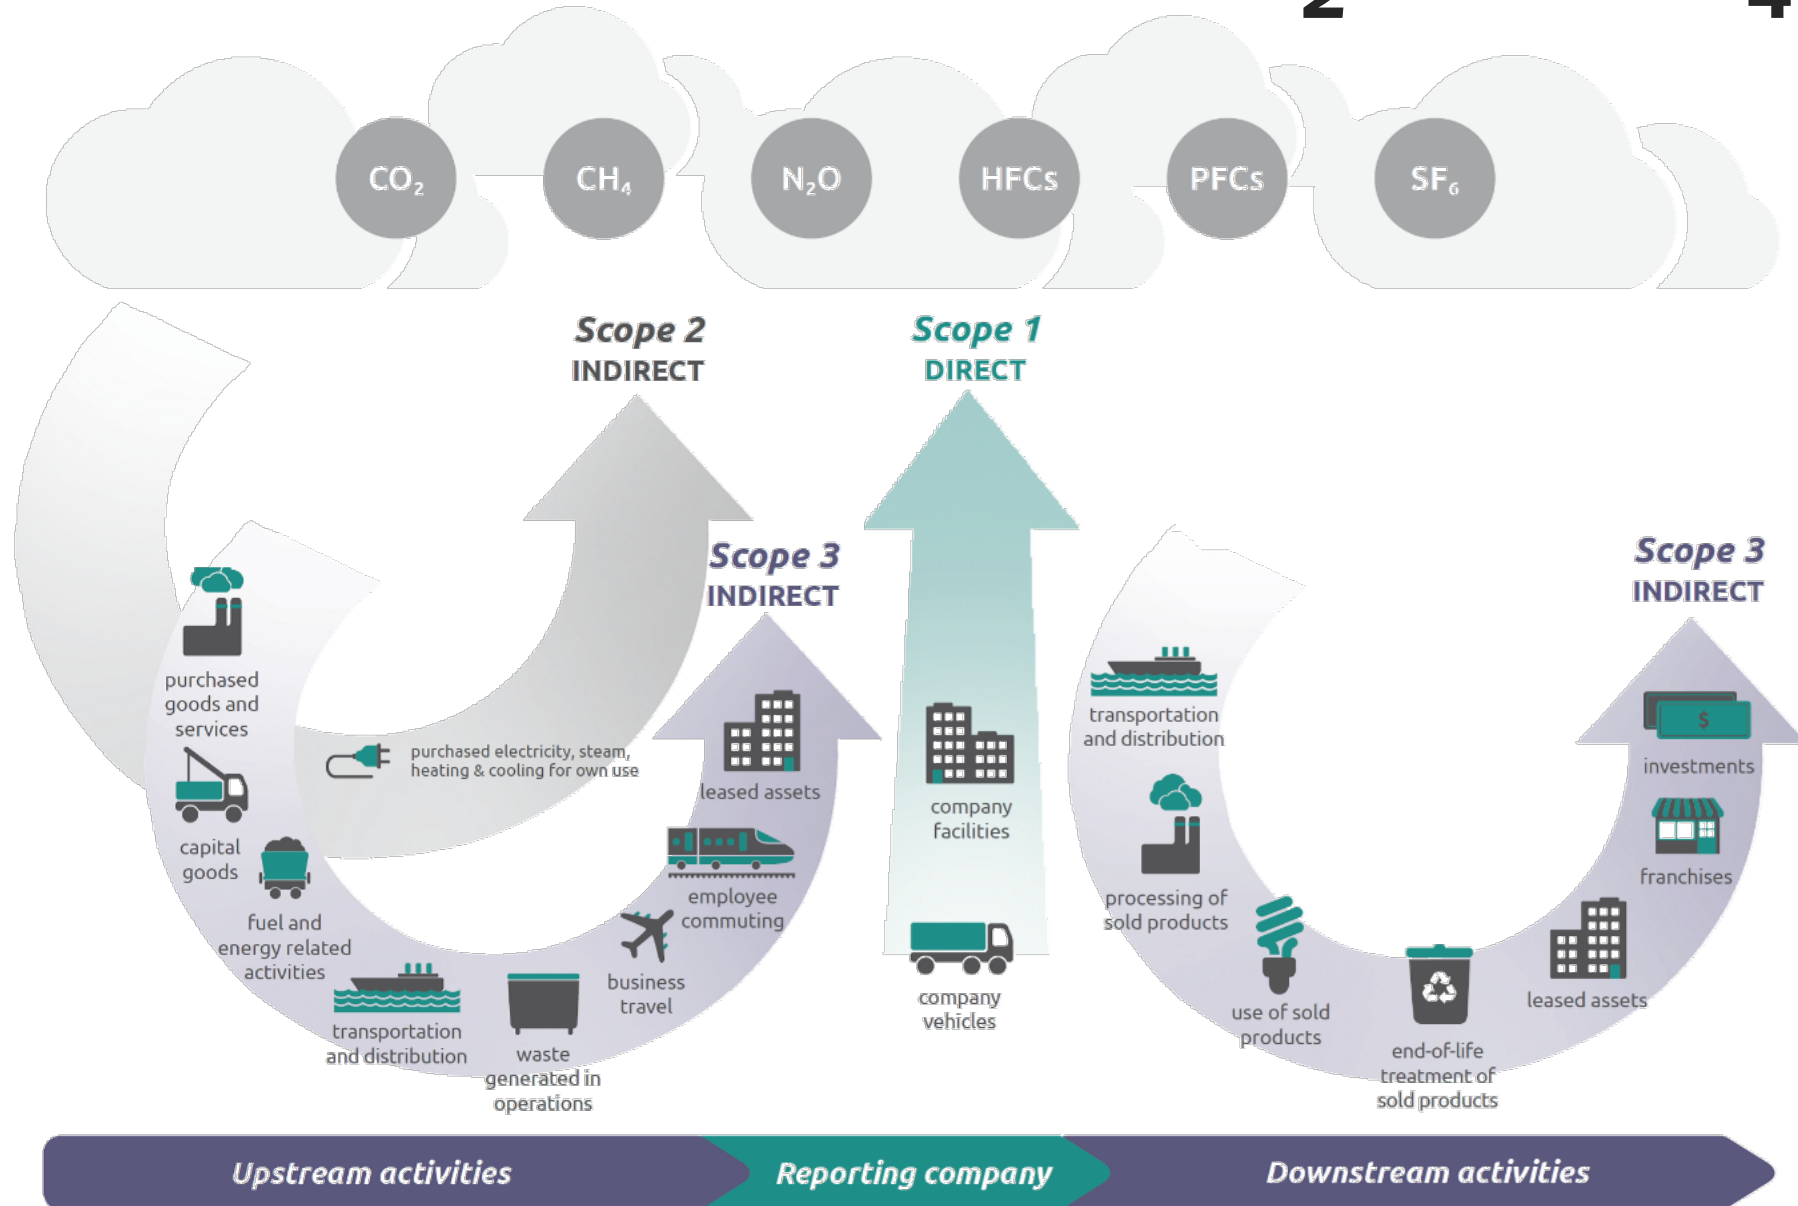 2 4
CO₂ CH₄ N₂O HFCs PFCs SF₆
Scope 2
INDIRECT
Scope 1
DIRECT
Scope 3
INDIRECT
Scope 3
INDIRECT
purchased
goods and
services
capital
goods
fuel and
energy related
activities
transportation
and distribution
waste
generated in
operations
business
travel
employee
commuting
leased assets
purchased electricity, steam,
heating & cooling for own use
company
facilities
company
vehicles
transportation
and distribution
processing of
sold products
use of sold
products
end-of-life
treatment of
sold products
leased assets
franchises
investments
$
Upstream activities
Reporting company
Downstream activities